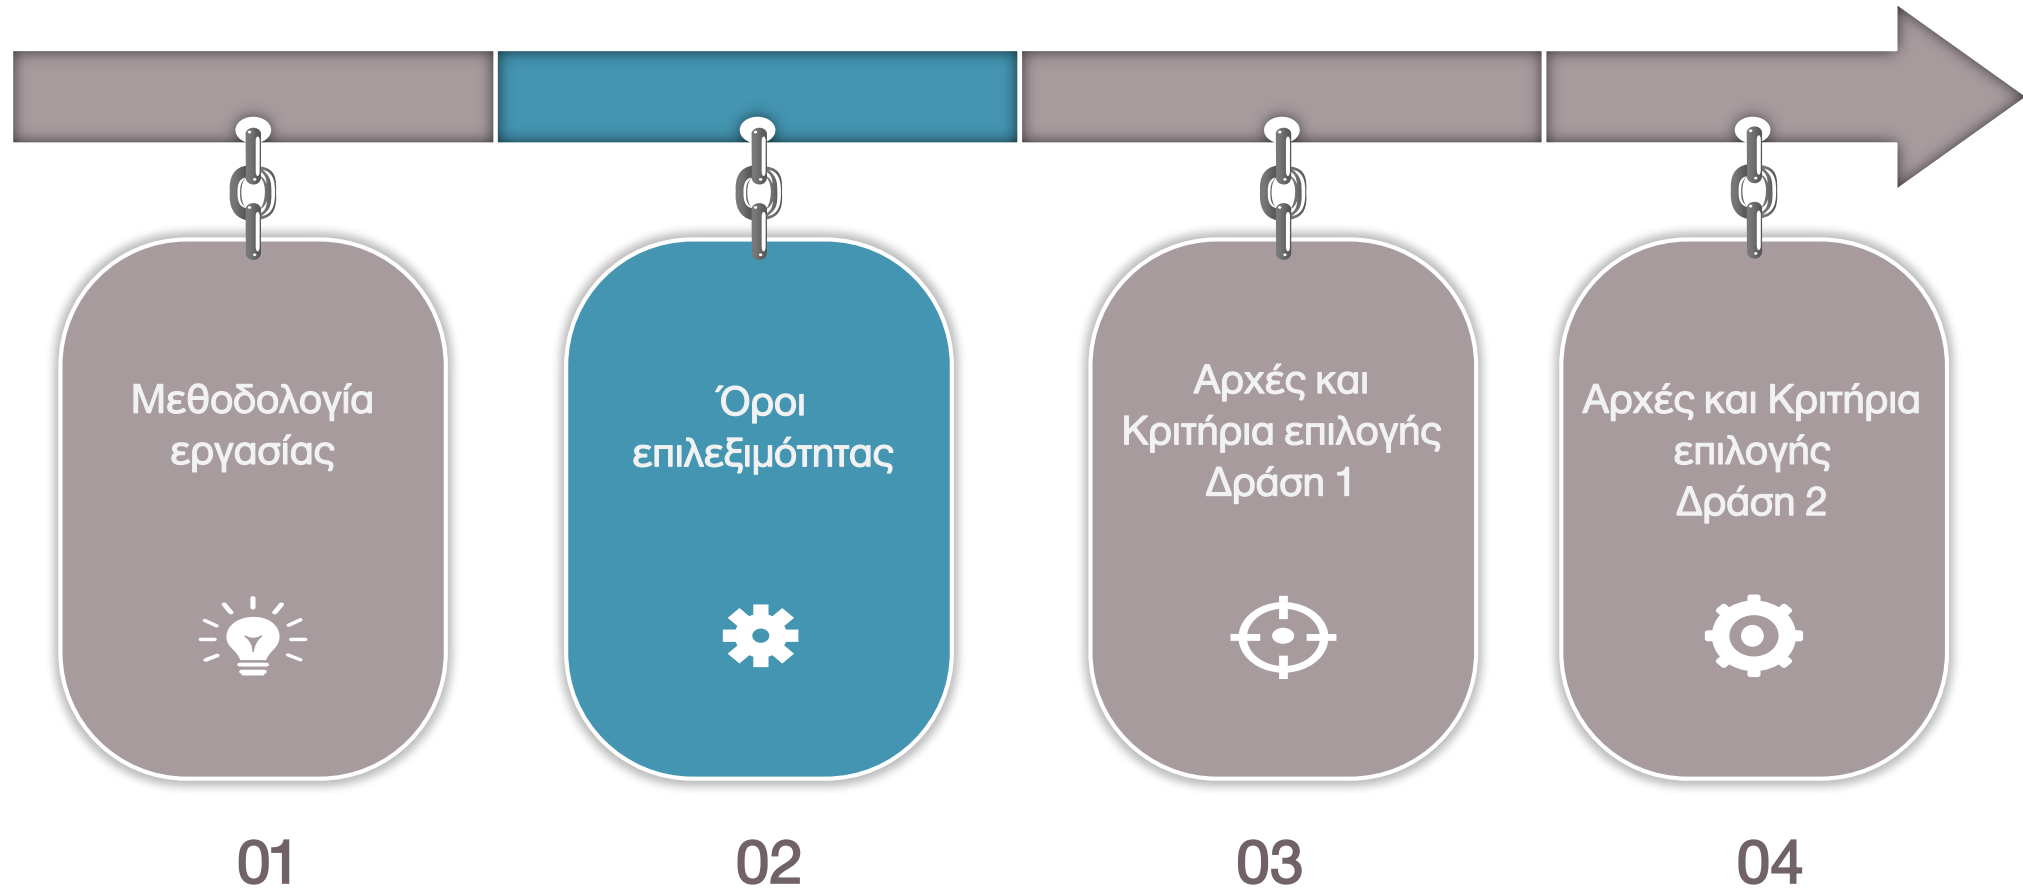 Μεθοδολογία
εργασίας
Όροι
επιλεξιμότητας
Αρχές και
Κριτήρια επιλογής
Δράση 1
Αρχές και Κριτήρια
επιλογής
Δράση 2
01
02
03
04